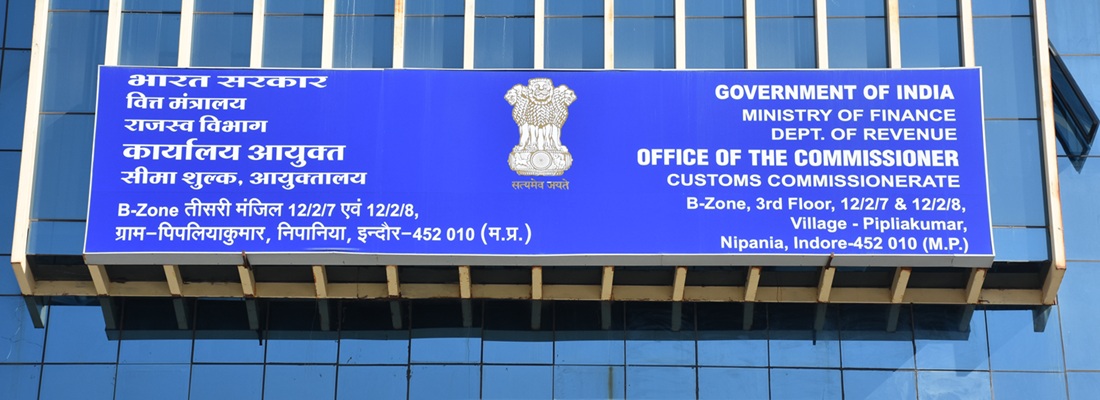 भारत सरकार
वित्त मंत्रालय
राजस्व विभाग
कार्यालय आयुक्त
सीमा शुल्क, आयुक्तालय
B-Zone तीसरी मंजिल 12/2/7 एवं 12/2/8,
ग्राम-पिपलियाकुमार, निपानिया, इन्दौर-452 010 (म.प्र.)
सत्यमेव जयते
GOVERNMENT OF INDIA
MINISTRY OF FINANCE
DEPT. OF REVENUE
OFFICE OF THE COMMISSIONER
CUSTOMS COMMISSIONERATE
B-Zone, 3rd Floor, 12/2/7 & 12/2/8,
Village - Pipliakumar,
Nipania, Indore-452 010 (M.P.)